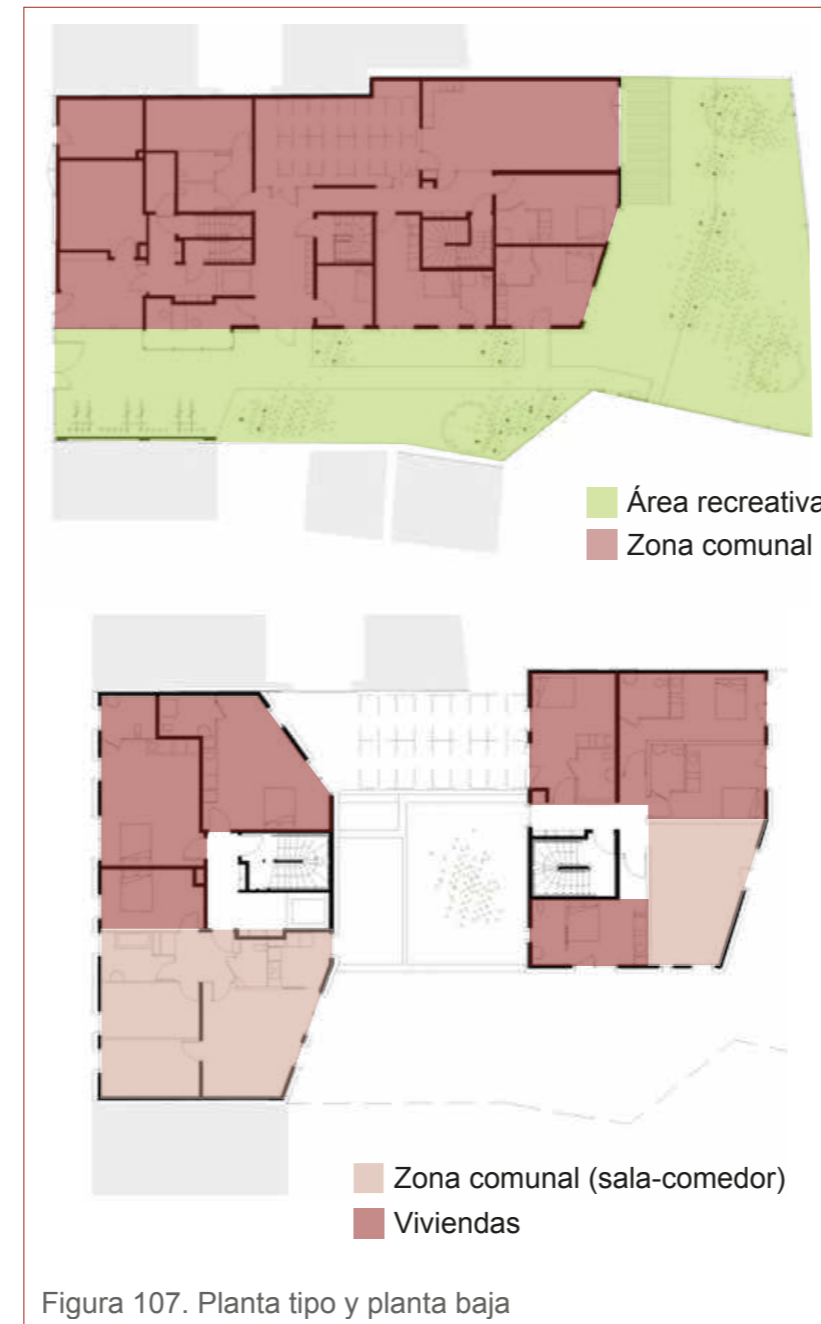 Área recreativa
Zona comunal
Zona comunal (sala-comedor)
Viviendas
Figura 107. Planta tipo y planta baja